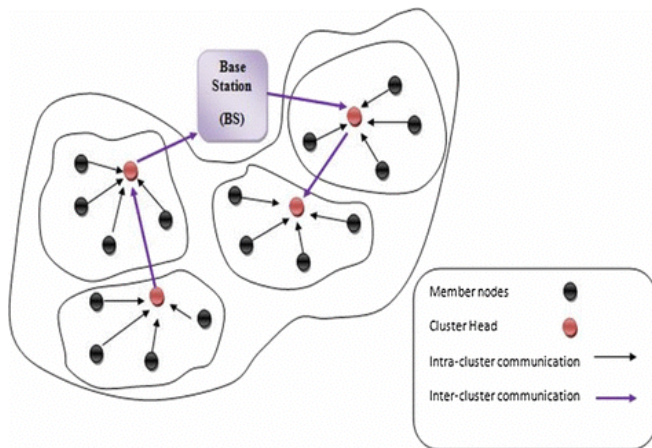 Base
Station
(BS)
Member nodes
Cluster Head
Intra-cluster communication
Inter-cluster communication